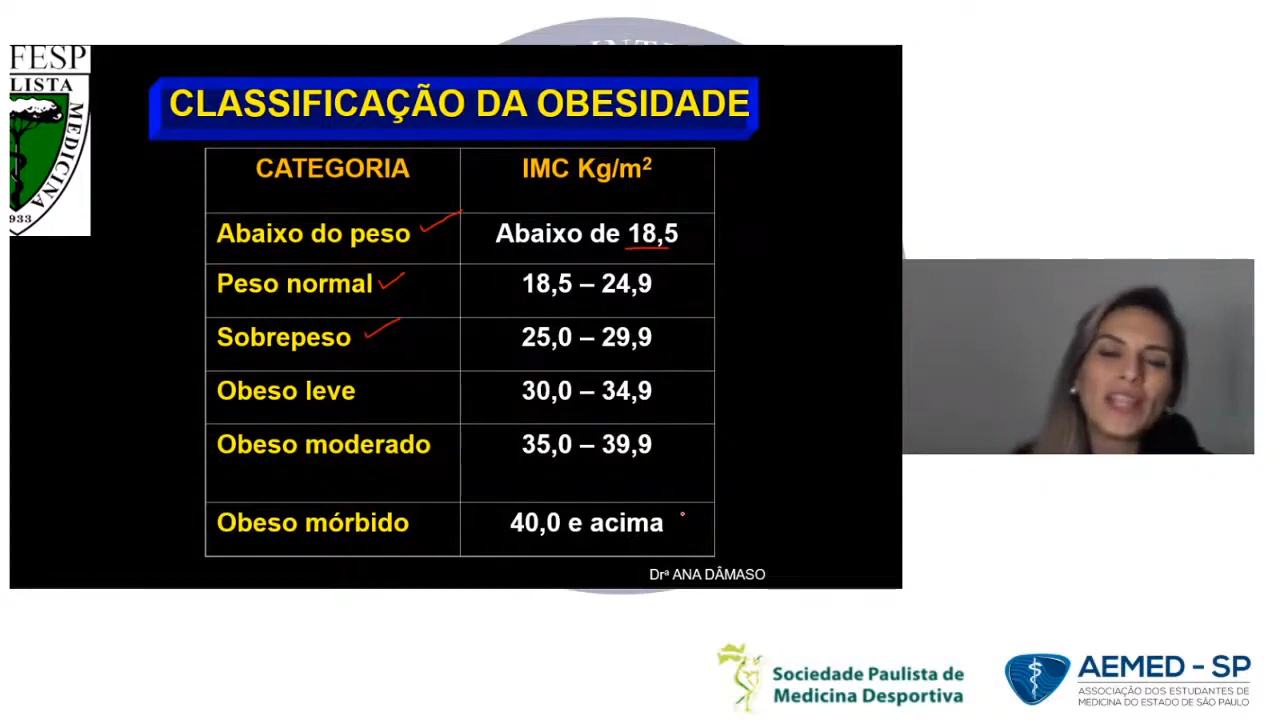 INTE
FESP
LISTA
MEDICINA
933
CLASSIFICAÇÃO DA OBESIDADE
CATEGORIA IMC Kg/m²
Abaixo do peso Abaixo de 18,5
Peso normal 18,5 – 24,9
Sobrepeso 25,0 – 29,9
Obeso leve 30,0 – 34,9
Obeso moderado 35,0 – 39,9
Obeso mórbido 40,0 e acima
Drª ANA DÂMASO
Sociedade Paulista de
Medicina Desportiva
AEMED - SP
ASSOCIAÇÃO DOS ESTUDANTES DE
MEDICINA DO ESTADO DE SÃO PAULO